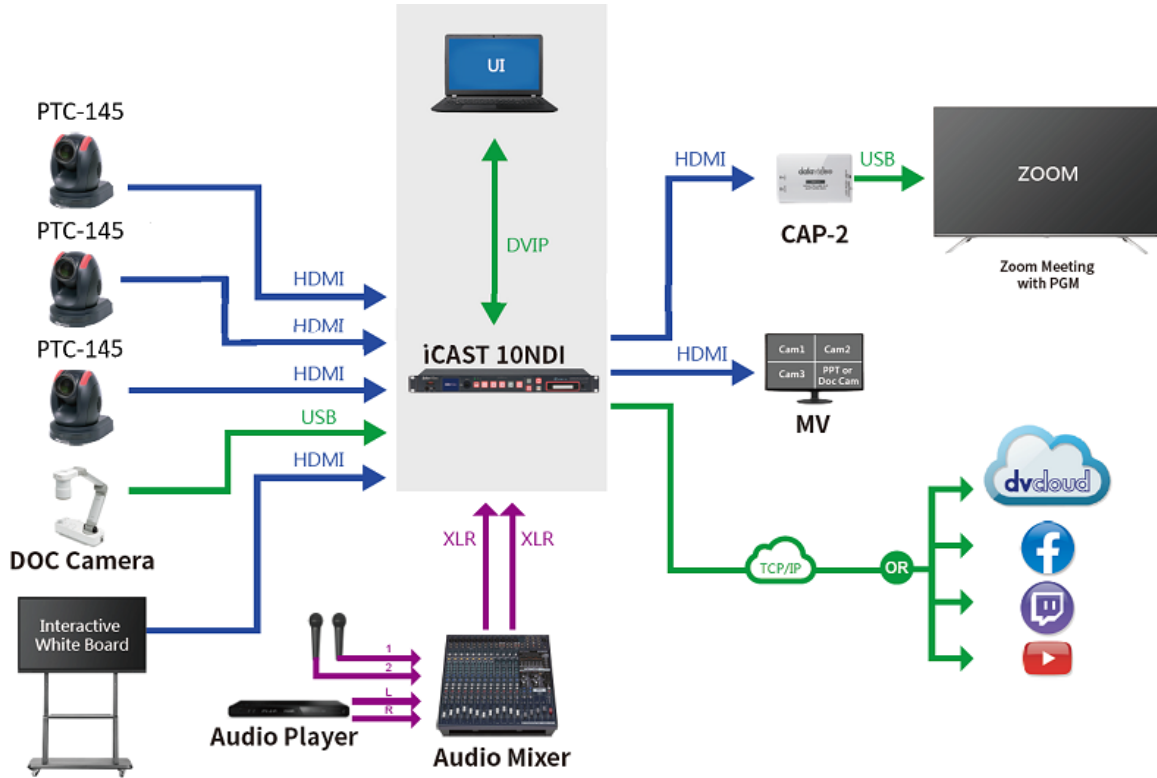 UI
PTC-145
PTC-145
PTC-145
HDMI
HDMI
HDMI
USB
HDMI
DVIP
iCAST 10NDI
HDMI
HDMI
datavideo
CAP-2
USB
ZOOM
Zoom Meeting
with PGM
Cam1
Cam2
Cam3
PPT or
Doc Cam
MV
DOC Camera
Interactive
White Board
XLR
XLR
1
2
L
R
Audio Player
Audio Mixer
TCP/IP
OR
dvcloud
f